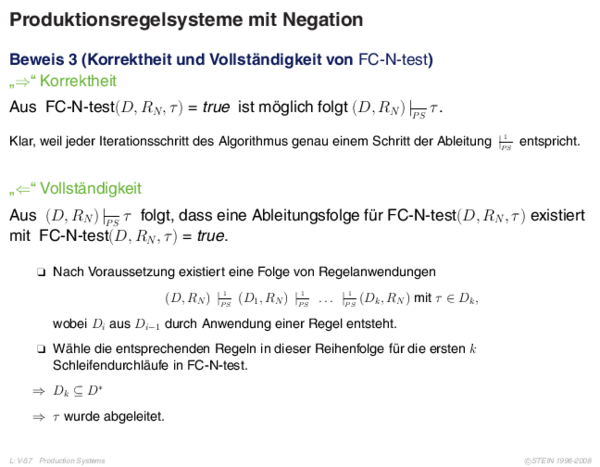 Produktionsregelsysteme mit Negation
Beweis 3 (Korrektheit und Vollständigkeit von FC-N-test)
„⇒“ Korrektheit
Aus FC-N-test(D, R_N, τ) = true ist möglich folgt (D, R_N) |—_PS τ.
Klar, weil jeder Iterationsschritt des Algorithmus genau einem Schritt der Ableitung |—^1_PS entspricht.
„⇐“ Vollständigkeit
Aus (D, R_N) |—_PS τ folgt, dass eine Ableitungsfolge für FC-N-test(D, R_N, τ) existiert
mit FC-N-test(D, R_N, τ) = true.
❑ Nach Voraussetzung existiert eine Folge von Regelanwendungen
(D, R_N) |—^1_PS (D_1, R_N) |—^1_PS … |—^1_PS (D_k, R_N) mit τ ∈ D_k,
wobei D_i aus D_{i−1} durch Anwendung einer Regel entsteht.
❑ Wähle die entsprechenden Regeln in dieser Reihenfolge für die ersten k
Schleifendurchläufe in FC-N-test.
⇒ D_k ⊆ D*
⇒ τ wurde abgeleitet.
L: V-57 Production Systems ©STEIN 1996-2008